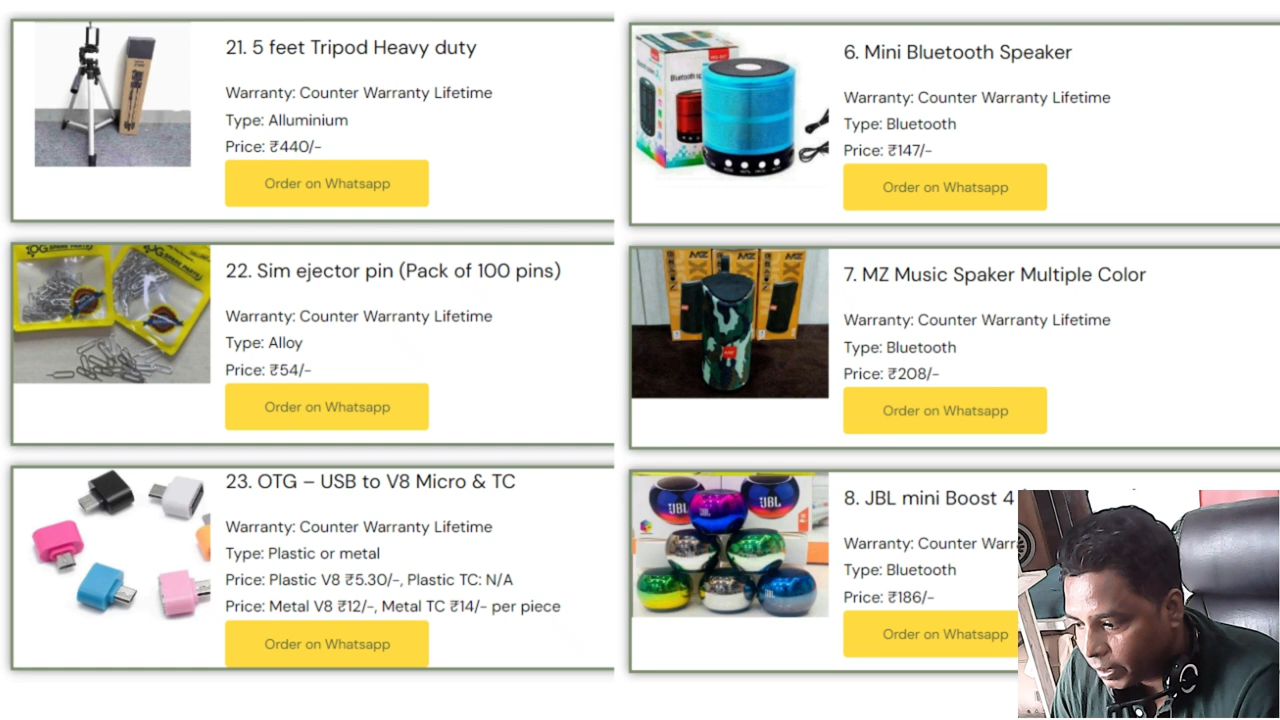 21. 5 feet Tripod Heavy duty
Warranty: Counter Warranty Lifetime
Type: Alluminium
Price: ₹440/-
Order on Whatsapp
22. Sim ejector pin (Pack of 100 pins)
Warranty: Counter Warranty Lifetime
Type: Alloy
Price: ₹54/-
Order on Whatsapp
23. OTG – USB to V8 Micro & TC
Warranty: Counter Warranty Lifetime
Type: Plastic or metal
Price: Plastic V8 ₹5.30/-, Plastic TC: N/A
Price: Metal V8 ₹12/-, Metal TC ₹14/- per piece
Order on Whatsapp
6. Mini Bluetooth Speaker
Warranty: Counter Warranty Lifetime
Type: Bluetooth
Price: ₹147/-
Order on Whatsapp
MZ
MZ
7. MZ Music Spaker Multiple Color
Warranty: Counter Warranty Lifetime
Type: Bluetooth
Price: ₹208/-
Order on Whatsapp
JBL
JBL
8. JBL mini Boost 4
Warranty: Counter
Type: Bluetooth
Price: ₹186/-
Order on Whatsapp